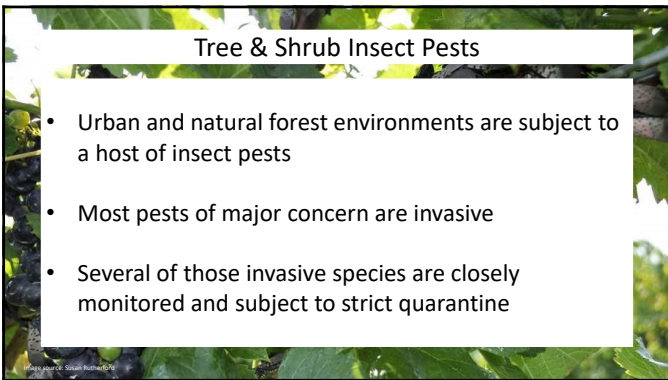 Tree & Shrub Insect Pests
• Urban and natural forest environments are subject to
a host of insect pests
• Most pests of major concern are invasive
• Several of those invasive species are closely
monitored and subject to strict quarantine
Image source: Susan Rutherford